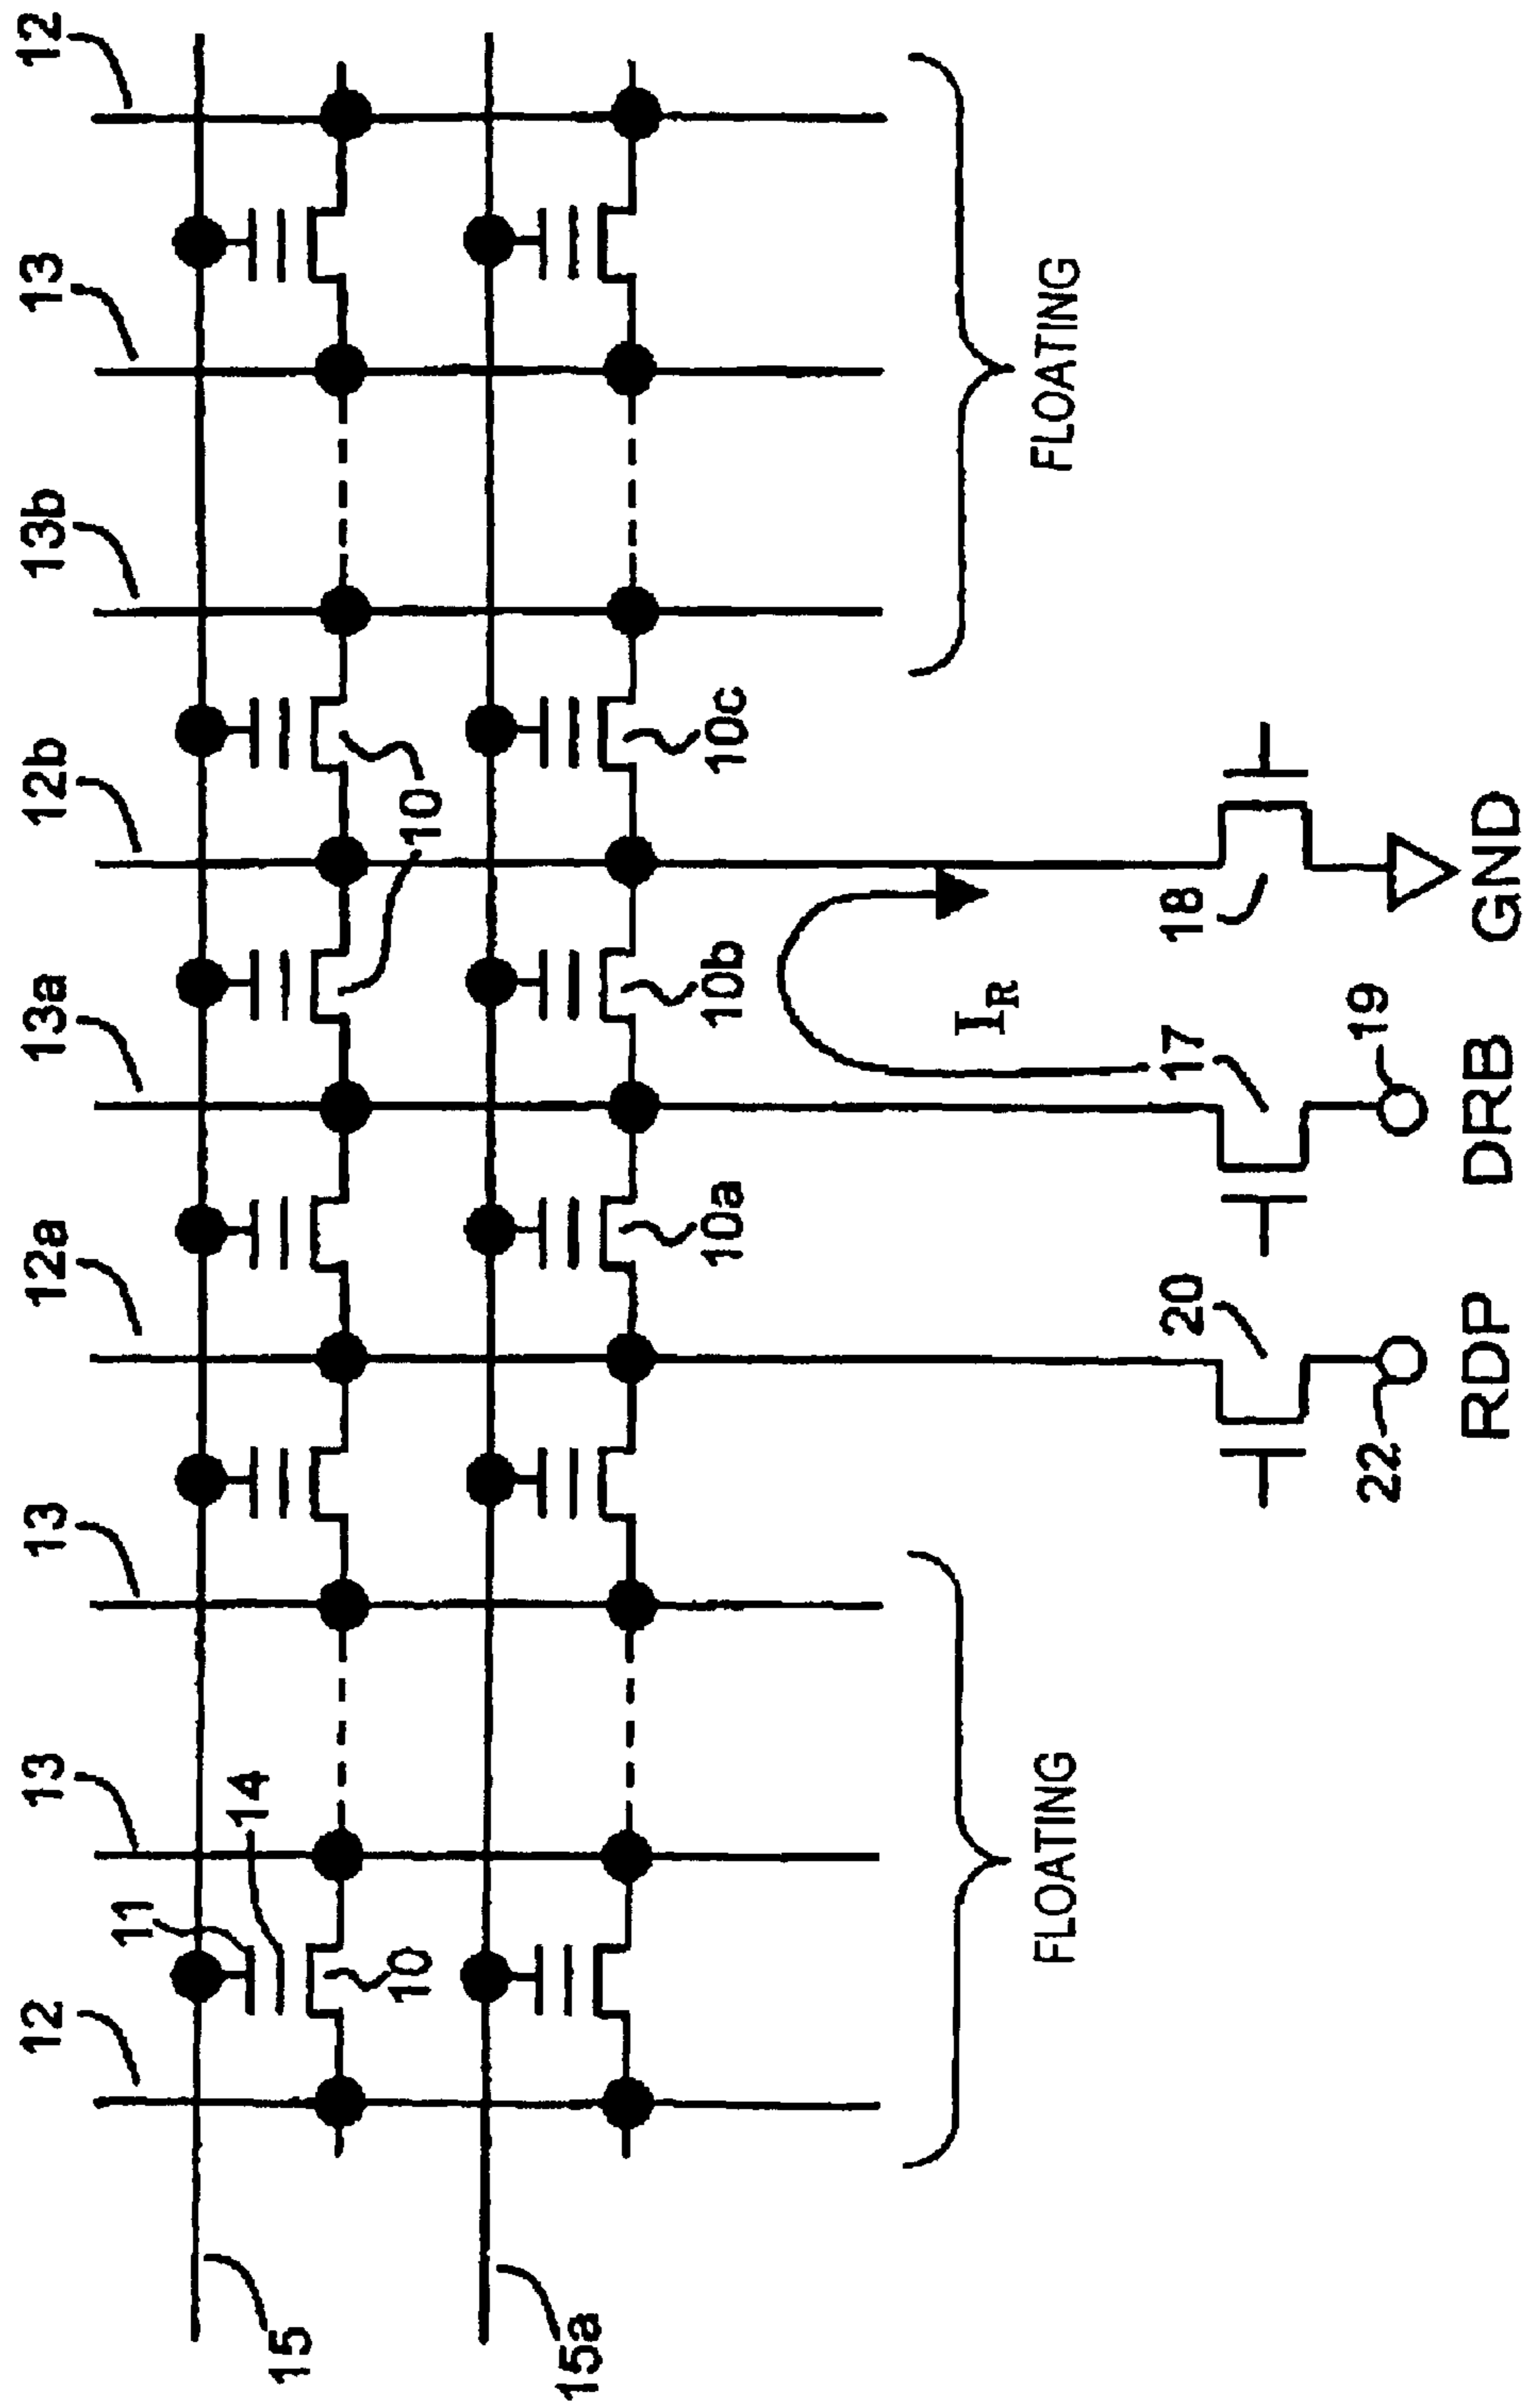 12
13
13
12a
13a
12b
13b
13
12
11
14
15
10
10
15a
10a
10b
10c
I_R
FLOATING
FLOATING
20
17
18
22
19
RDP
DRB
GND